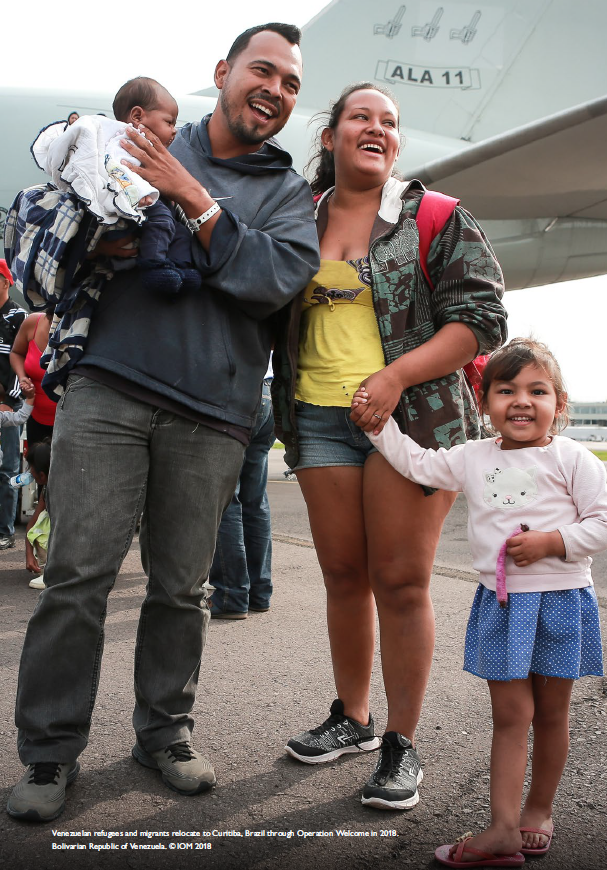 ALA 11
Venezuelan refugees and migrants relocate to Curitiba, Brazil through Operation Welcome in 2018.
Bolivarian Republic of Venezuela. © IOM 2018